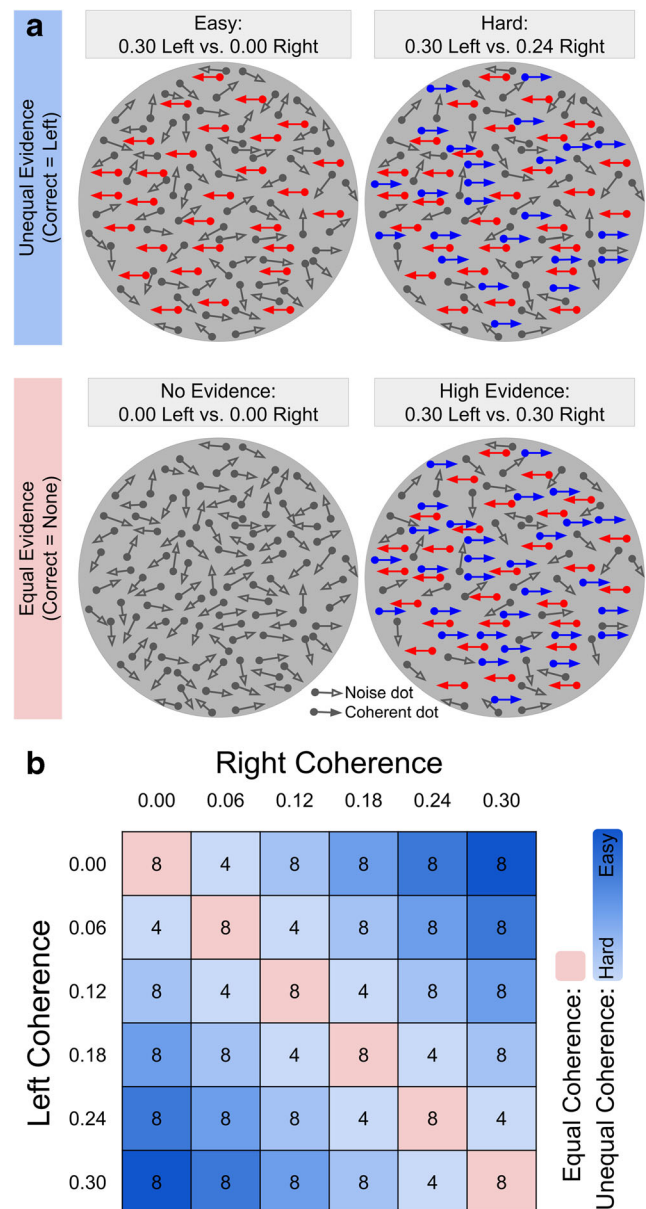 a
Easy:
0.30 Left vs. 0.00 Right
Hard:
0.30 Left vs. 0.24 Right
Unequal Evidence
(Correct = Left)
No Evidence:
0.00 Left vs. 0.00 Right
High Evidence:
0.30 Left vs. 0.30 Right
Equal Evidence
(Correct = None)
Noise dot
Coherent dot
b
Right Coherence
0.00 0.06 0.12 0.18 0.24 0.30
Left Coherence
0.00 8 4 8 8 8 8
0.06 4 8 4 8 8 8
0.12 8 4 8 4 8 8
0.18 8 8 4 8 4 8
0.24 8 8 8 4 8 4
0.30 8 8 8 8 4 8
Equal Coherence:
Unequal Coherence:
Hard Easy